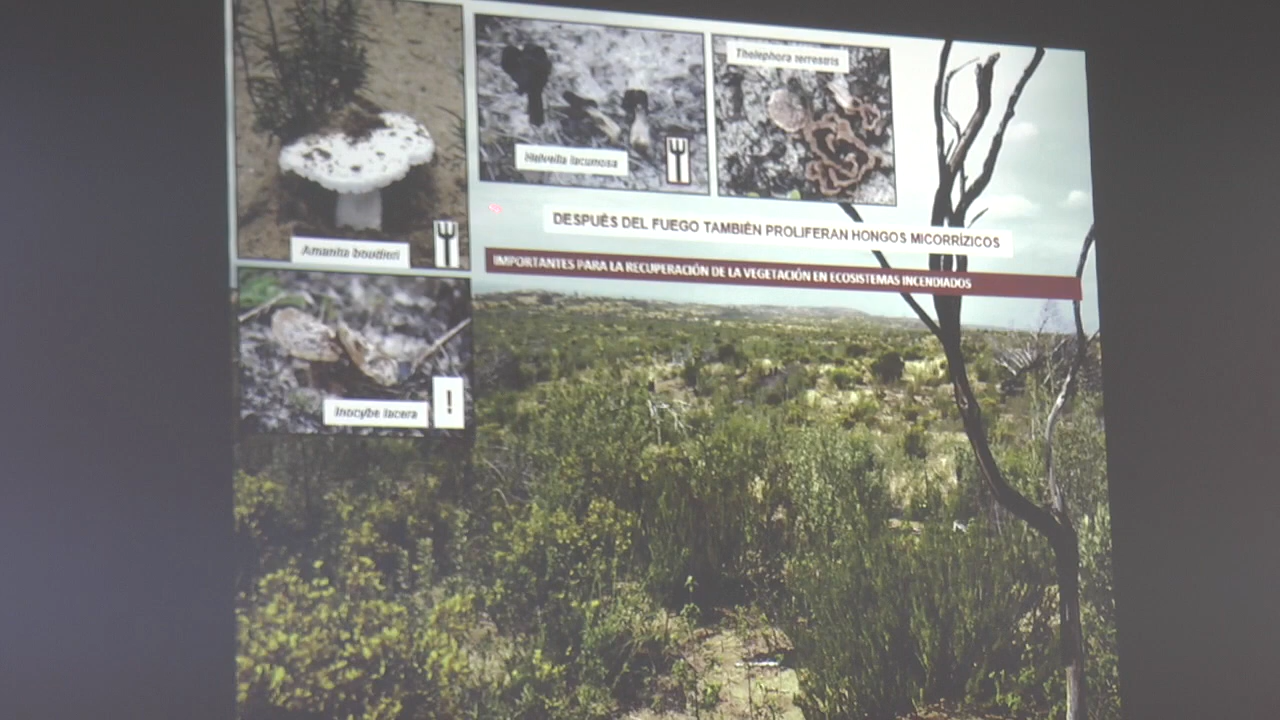 Thelephora terrestris
Helvella lacunosa
DESPUÉS DEL FUEGO TAMBIÉN PROLIFERAN HONGOS MICORRÍZICOS
Amanita boudieri
IMPORTANTES PARA LA RECUPERACIÓN DE LA VEGETACIÓN EN ECOSISTEMAS INCENDIADOS
Inocybe lacera
!